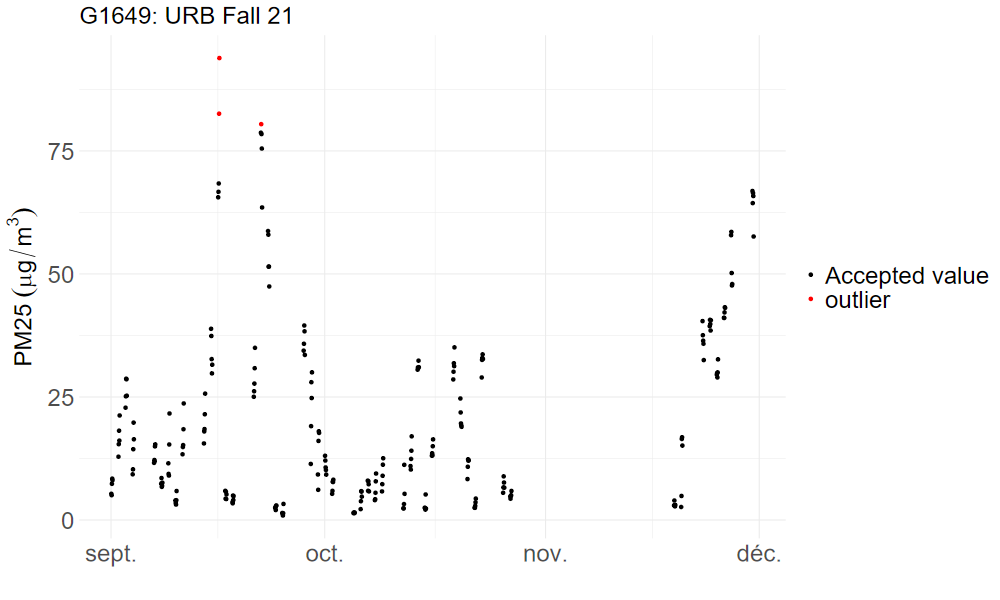 G1649: URB Fall 21
PM25 (μg/m³)
75
50
25
0
sept.
oct.
nov.
déc.
Accepted value
outlier